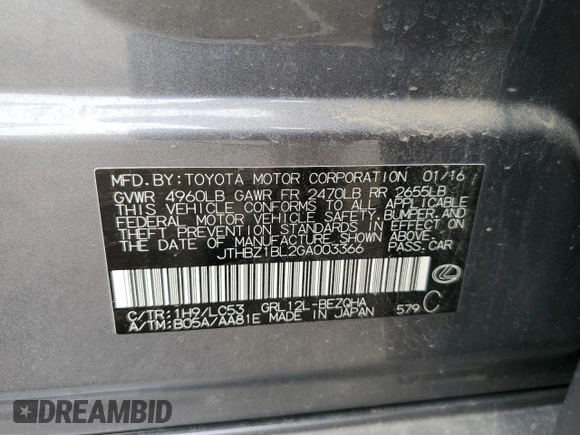 MFD. BY: TOYOTA MOTOR CORPORATION 01/16
GVWR 4960LB GAWR FR 2470LB RR 2655LB
THIS VEHICLE CONFORMS TO ALL APPLICABLE
FEDERAL MOTOR VEHICLE SAFETY, BUMPER, AND
THEFT PREVENTION STANDARDS IN EFFECT ON
THE DATE OF MANUFACTURE SHOWN ABOVE.
JTHBZ1BL2GA003366 PASS. CAR
C/TR: 1H9/LC53 GRL12L-BEZQHA
A/TM: B05A/AA81E MADE IN JAPAN 579 C
DREAMBID